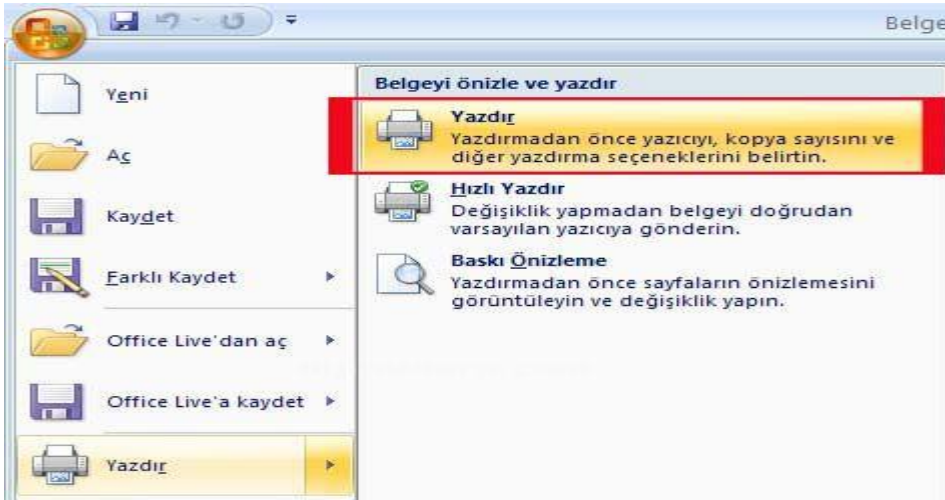 Belge
Yeni
Aç
Kaydet
Farklı Kaydet
Office Live'dan aç
Office Live'a kaydet
Yazdır
Belgeyi önizle ve yazdır
Yazdır
Yazdırmadan önce yazıcıyı, kopya sayısını ve
diğer yazdırma seçeneklerini belirtin.
Hızlı Yazdır
Değişiklik yapmadan belgeyi doğrudan
varsayılan yazıcıya gönderin.
Baskı Önizleme
Yazdırmadan önce sayfaların önizlemesini
görüntüleyin ve değişiklik yapın.